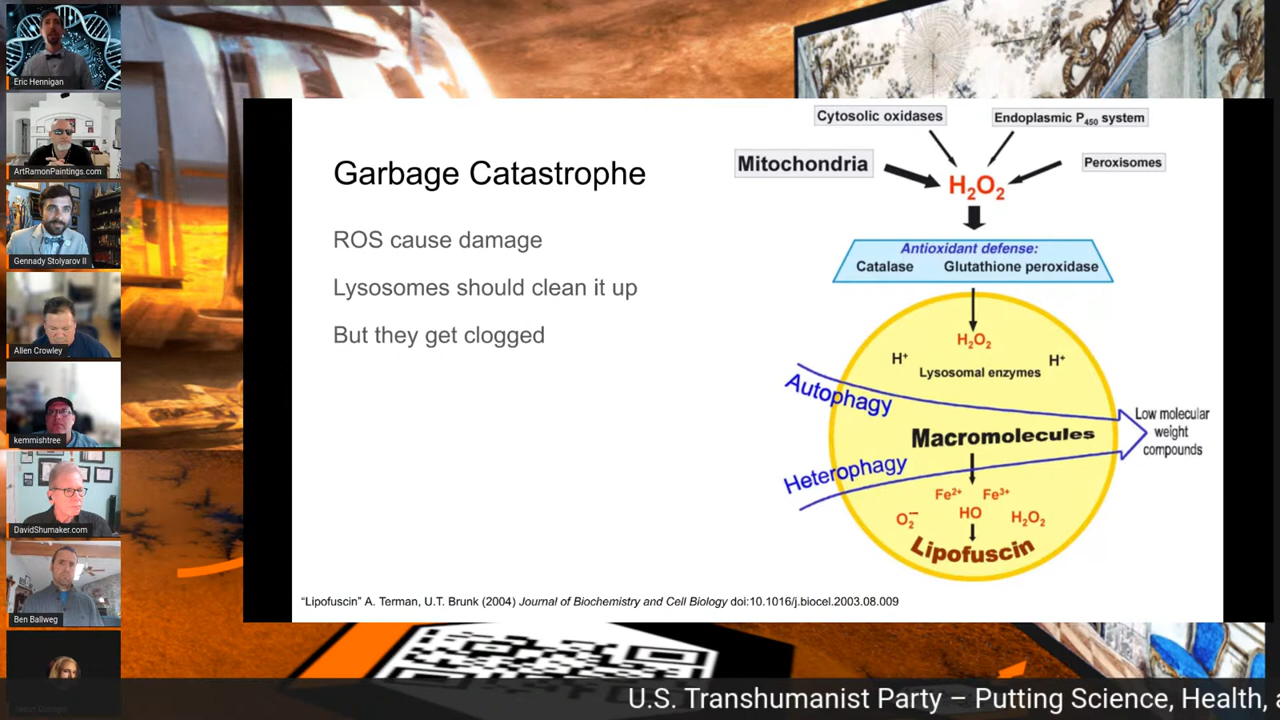 Eric Hennigan
ArtRamonPaintings.com
Gennady Stolyarov II
Allen Crowley
kemmishtree
DavidShumaker.com
Ben Ballweg
Garbage Catastrophe
ROS cause damage
Lysosomes should clean it up
But they get clogged
Cytosolic oxidases
Endoplasmic P450 system
Mitochondria
Peroxisomes
H2O2
Antioxidant defense:
Catalase Glutathione peroxidase
H2O2
H+ H+
Lysosomal enzymes
Autophagy
Macromolecules
Low molecular
weight
compounds
Heterophagy
Fe2+ Fe3+
O2− HO H2O2
Lipofuscin
“Lipofuscin” A. Terman, U.T. Brunk (2004) Journal of Biochemistry and Cell Biology doi:10.1016/j.biocel.2003.08.009
U.S. Transhumanist Party – Putting Science, Health,